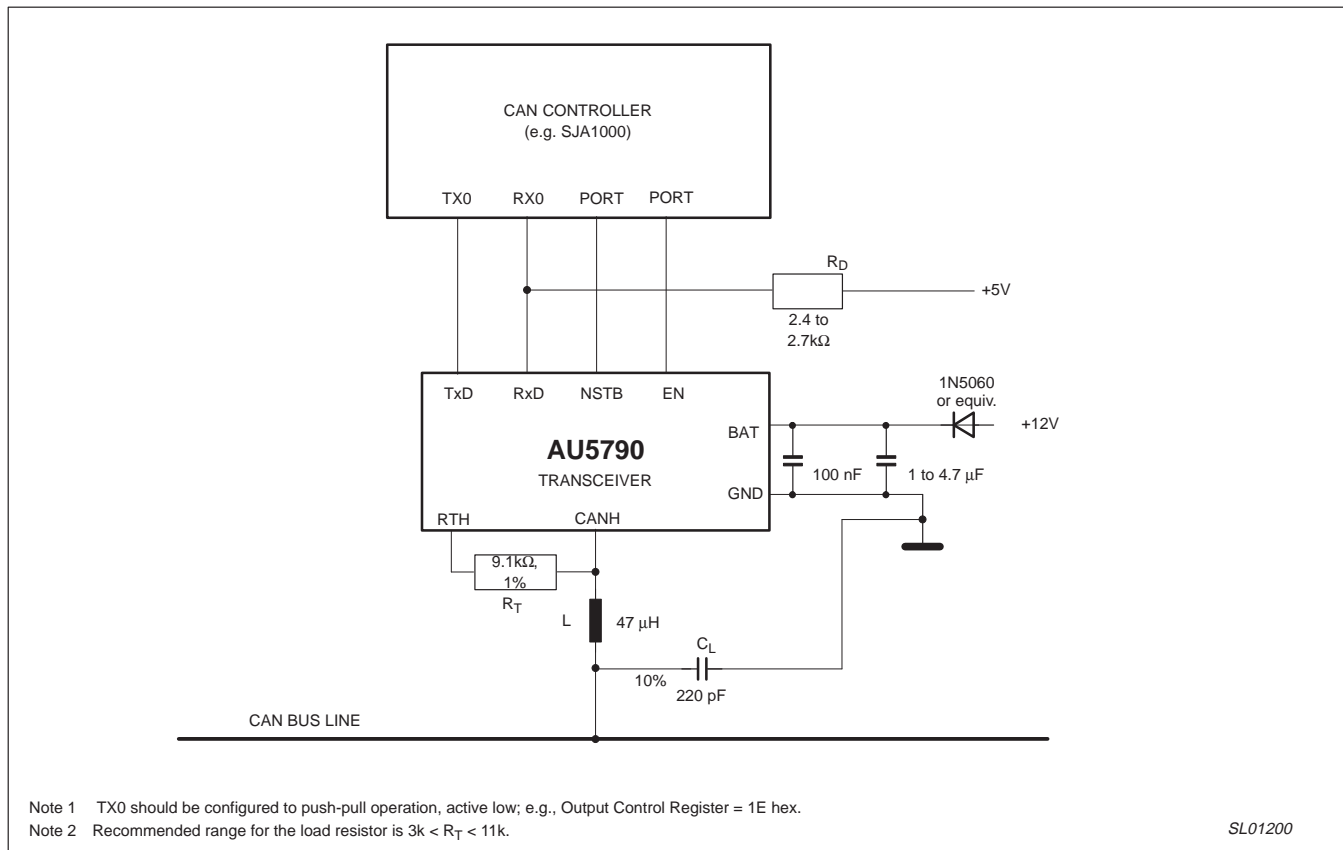 CAN CONTROLLER
(e.g. SJA1000)
TX0 RX0 PORT PORT
RD
+5V
2.4 to
2.7kΩ
TxD RxD NSTB EN
1N5060
or equiv.
BAT
+12V
AU5790
TRANSCEIVER
100 nF
1 to 4.7 μF
GND
RTH CANH
9.1kΩ,
1%
RT
L
47 μH
CL
10%
220 pF
CAN BUS LINE
Note 1 TX0 should be configured to push-pull operation, active low; e.g., Output Control Register = 1E hex.
Note 2 Recommended range for the load resistor is 3k < RT < 11k.
SL01200